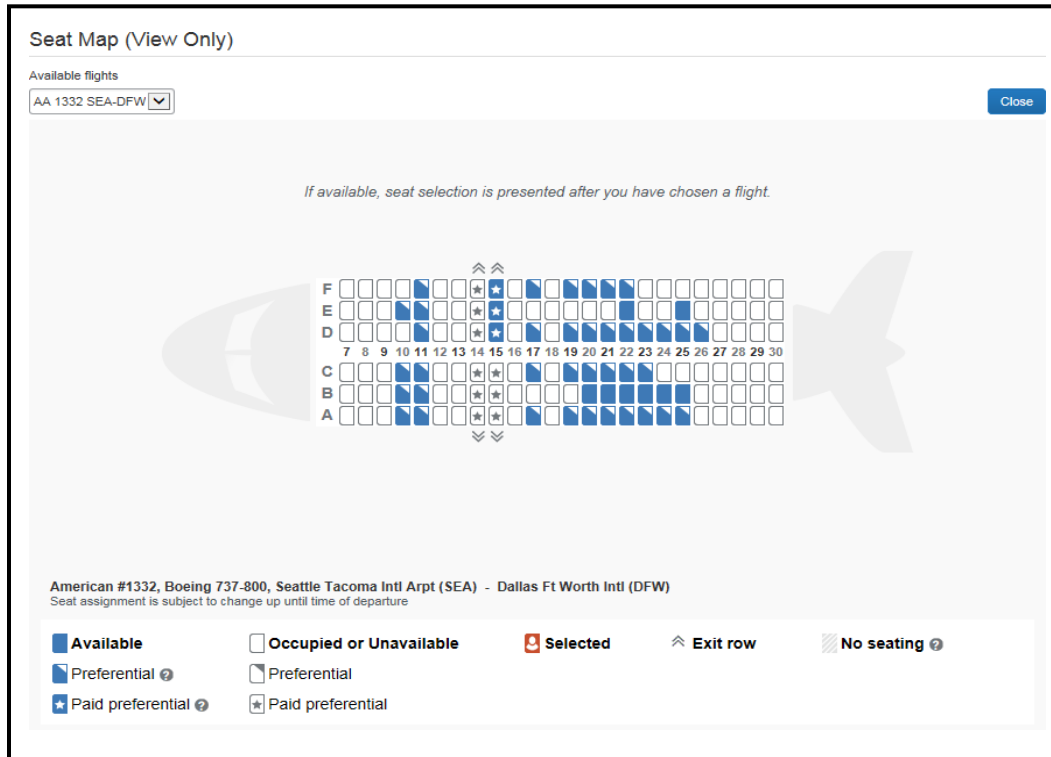 Seat Map (View Only)
Available flights
AA 1332 SEA-DFW
Close
If available, seat selection is presented after you have chosen a flight.
F
E
D
7 8 9 10 11 12 13 14 15 16 17 18 19 20 21 22 23 24 25 26 27 28 29 30
C
B
A
American #1332, Boeing 737-800, Seattle Tacoma Intl Arpt (SEA) - Dallas Ft Worth Intl (DFW)
Seat assignment is subject to change up until time of departure
Available Occupied or Unavailable Selected Exit row No seating ?
Preferential ? Preferential
Paid preferential ? Paid preferential